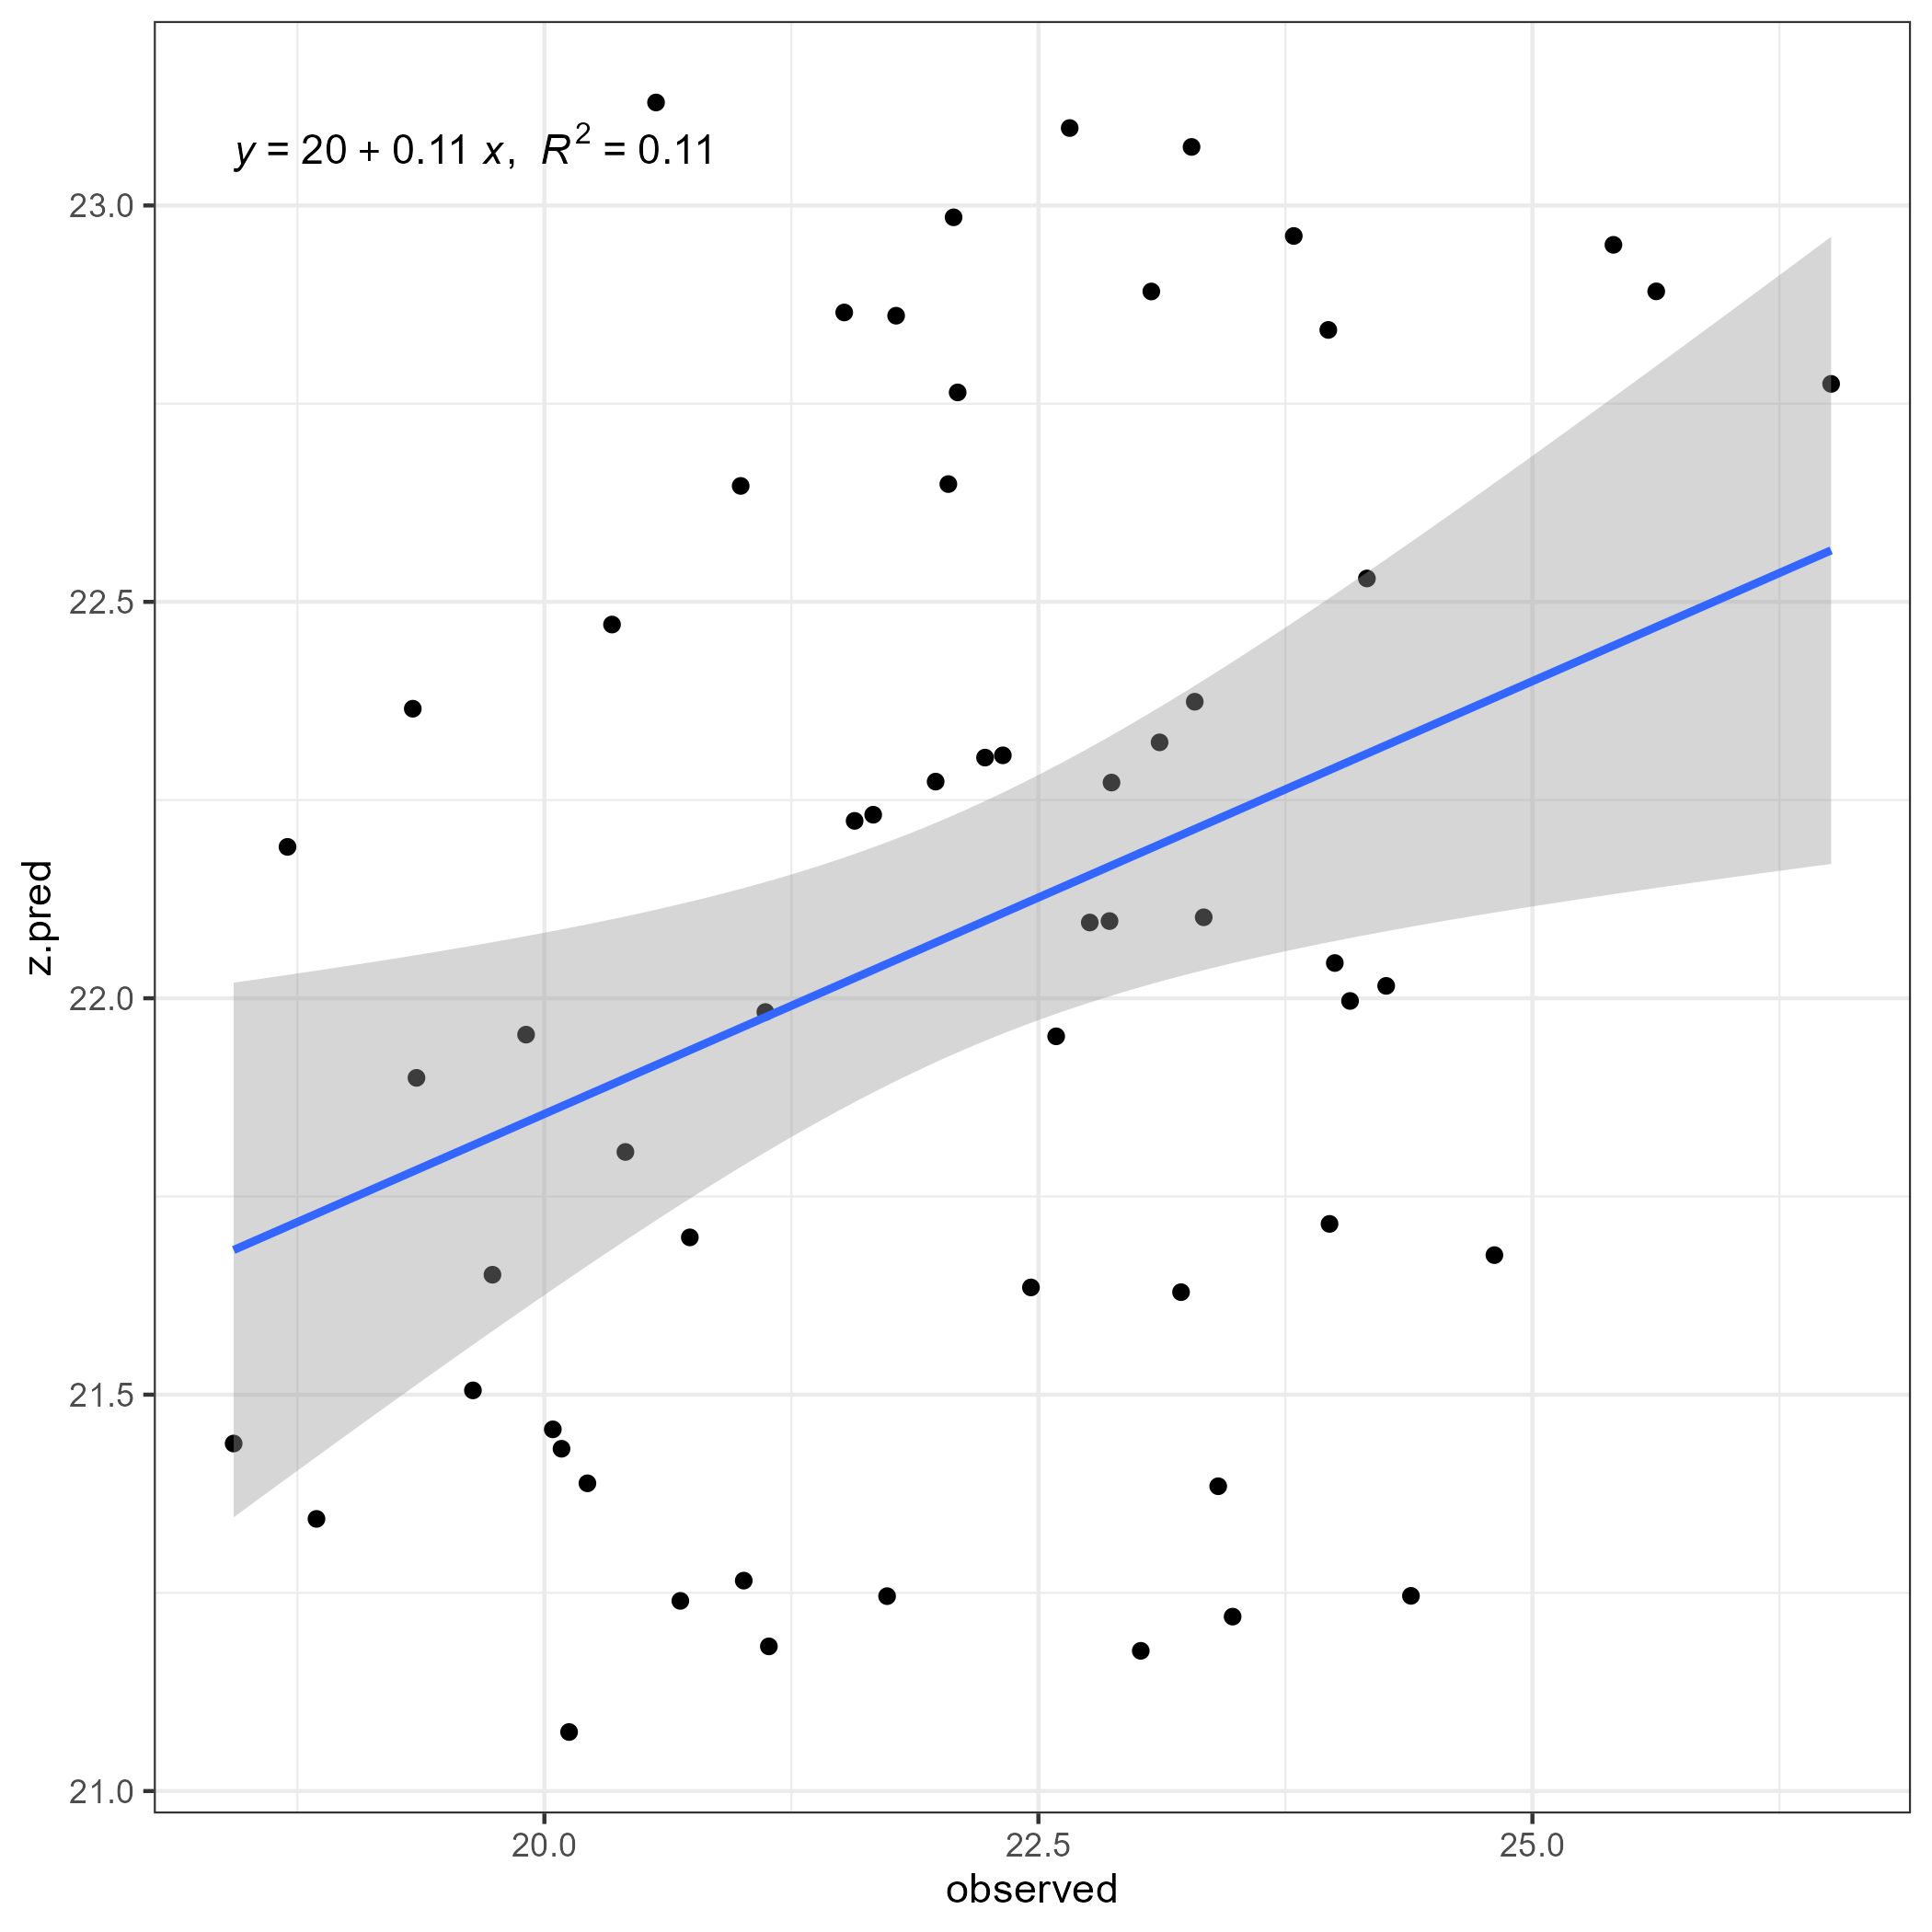 y = 20 + 0.11 x, R² = 0.11
23.0
22.5
22.0
21.5
21.0
z.pred
20.0 22.5 25.0
observed